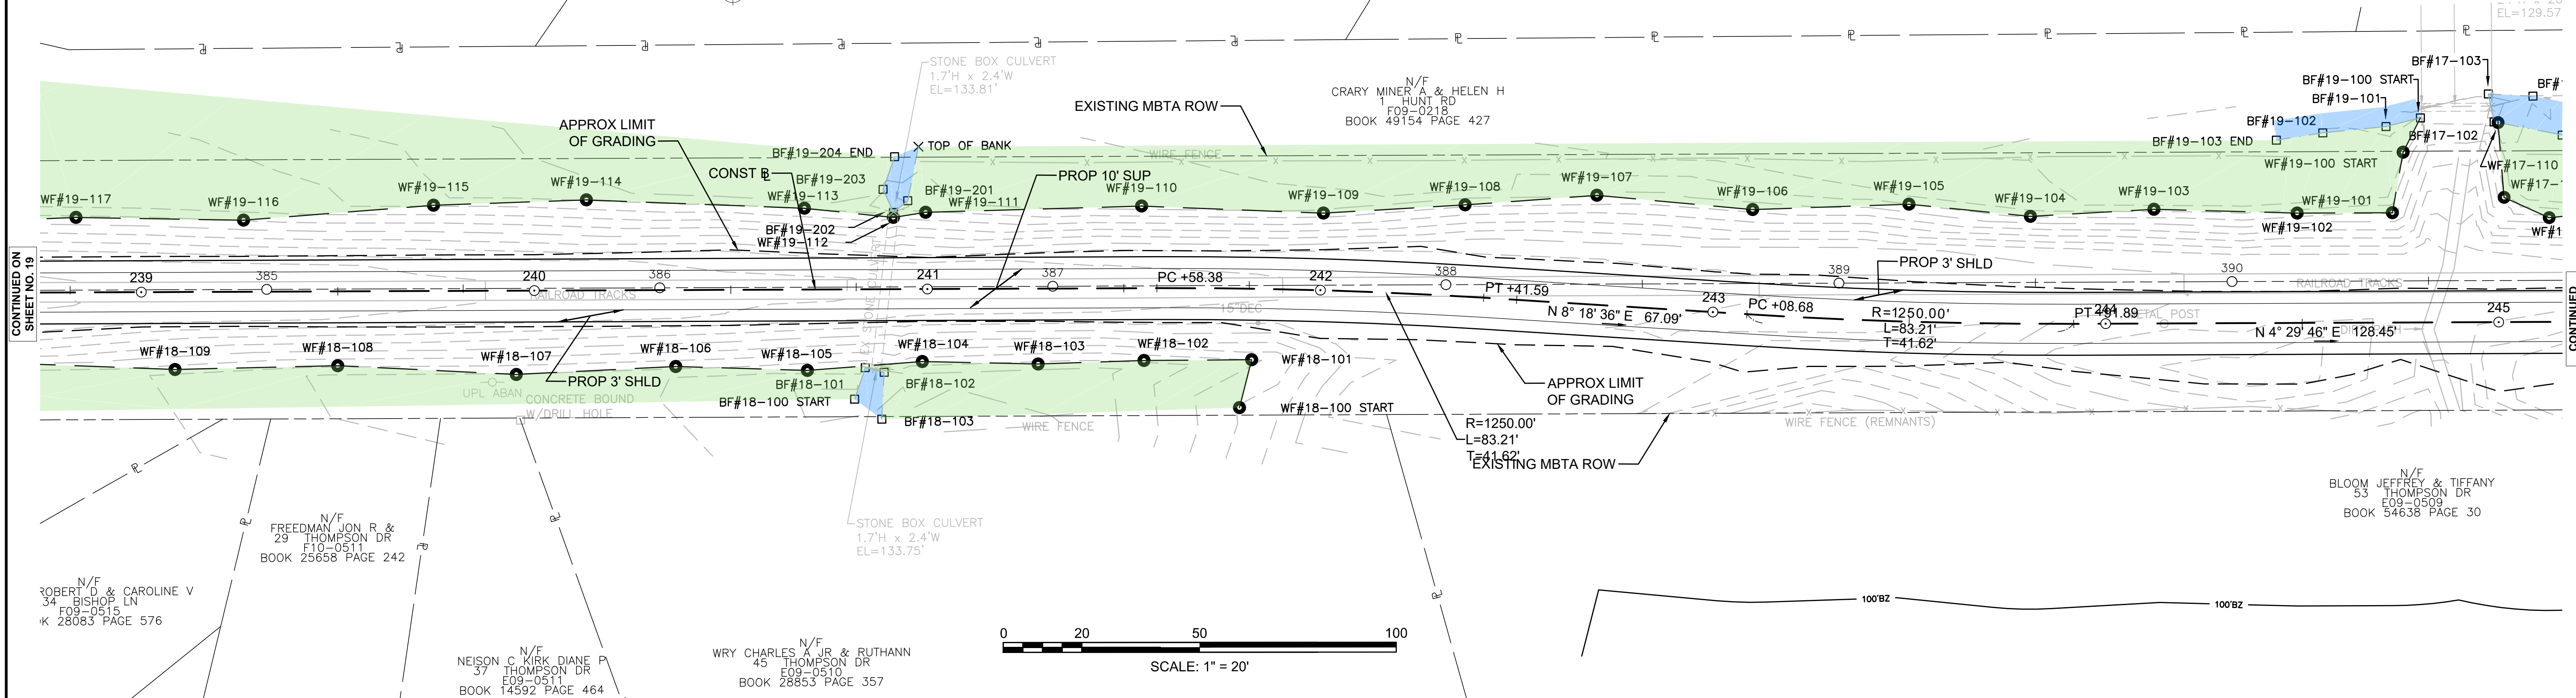 EL=129.57
STONE BOX CULVERT
1.7'H x 2.4'W
EL=133.81'
N/F
CRARY MINER A & HELEN H
1 HUNT RD
F09-0218
BOOK 49154 PAGE 427
EXISTING MBTA ROW
BF#17-103
BF#19-100 START
BF#19-101
BF#19-102
BF#19-103 END
BF#17-102
WF#19-100 START
WF#17-110
APPROX LIMIT
OF GRADING
BF#19-204 END
TOP OF BANK
WIRE FENCE
CONST BL
BF#19-203
PROP 10' SUP
WF#19-117
WF#19-116
WF#19-115
WF#19-114
WF#19-113
BF#19-201
WF#19-111
WF#19-110
WF#19-109
WF#19-108
WF#19-107
WF#19-106
WF#19-105
WF#19-104
WF#19-103
WF#19-101
WF#19-102
BF#19-202
WF#19-112
CONTINUED ON
SHEET NO. 19
CONTINUED
EX STONE CULVERT
239
385
240
386
241
387
PC +58.38
242
388
389
PROP 3' SHLD
390
RAILROAD TRACKS
RAILROAD TRACKS
15"DEC
PT +41.59
N 8° 18' 36" E 67.09'
243
PC +08.68
R=1250.00'
L=83.21'
T=41.62'
244
PT +91.89
N 4° 29' 46" E 128.45'
245
WF#18-109
WF#18-108
WF#18-107
WF#18-106
WF#18-105
WF#18-104
WF#18-103
WF#18-102
WF#18-101
PROP 3' SHLD
UPL ABAN
CONCRETE BOUND
W/DRILL HOLE
BF#18-101
BF#18-102
BF#18-100 START
BF#18-103
WIRE FENCE
WF#18-100 START
APPROX LIMIT
OF GRADING
R=1250.00'
L=83.21'
T=41.62'
EXISTING MBTA ROW
WIRE FENCE (REMNANTS)
N/F
BLOOM JEFFREY & TIFFANY
53 THOMPSON DR
E09-0509
BOOK 54638 PAGE 30
STONE BOX CULVERT
1.7'H x 2.4'W
EL=133.75'
N/F
FREEDMAN JON R &
29 THOMPSON DR
F10-0511
BOOK 25658 PAGE 242
N/F
ROBERT D & CAROLINE V
34 BISHOP LN
F09-0515
K 28083 PAGE 576
N/F
NEISON C KIRK DIANE P
37 THOMPSON DR
E09-0511
BOOK 14592 PAGE 464
N/F
WRY CHARLES A JR & RUTHANN
45 THOMPSON DR
E09-0510
BOOK 28853 PAGE 357
0 20 50 100
SCALE: 1" = 20'
100'BZ
100'BZ